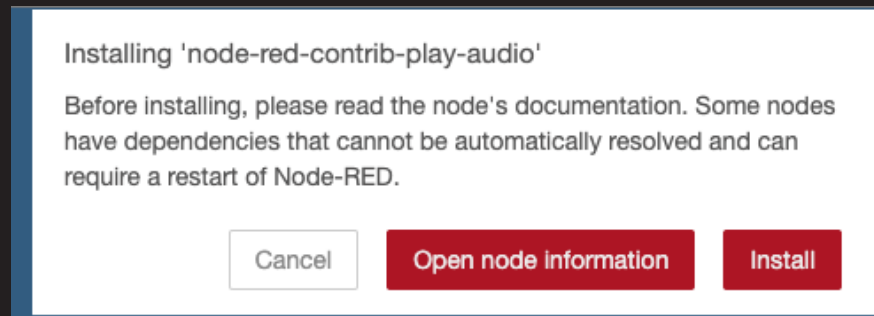 Installing 'node-red-contrib-play-audio'
Before installing, please read the node's documentation. Some nodes
have dependencies that cannot be automatically resolved and can
require a restart of Node-RED.
Cancel Open node information Install